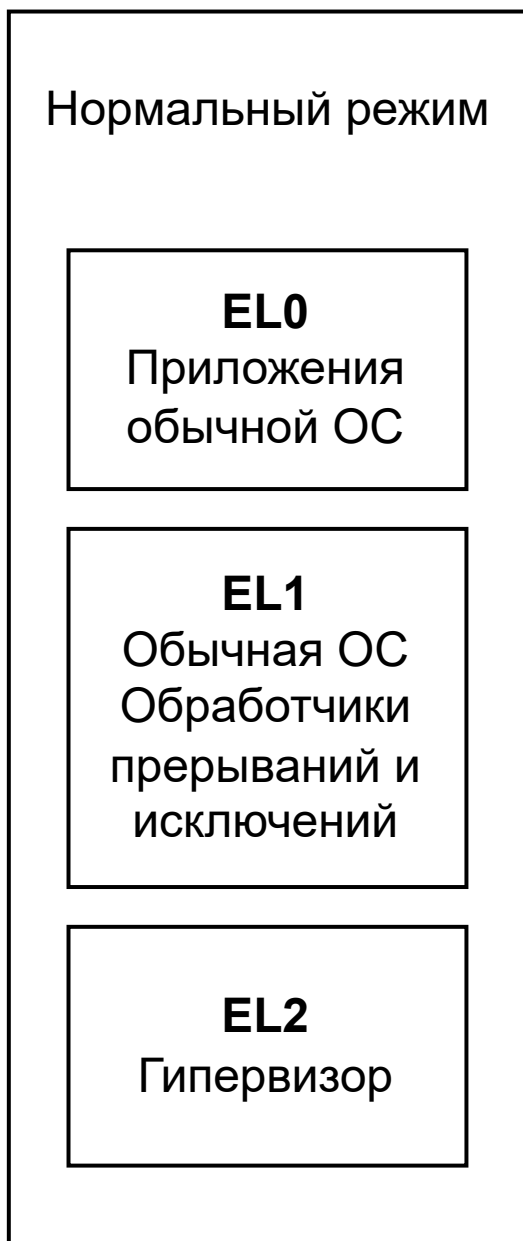 Нормальный режим
EL0
Приложения
обычной ОС
EL1
Обычная ОС
Обработчики
прерываний и
исключений
EL2
Гипервизор